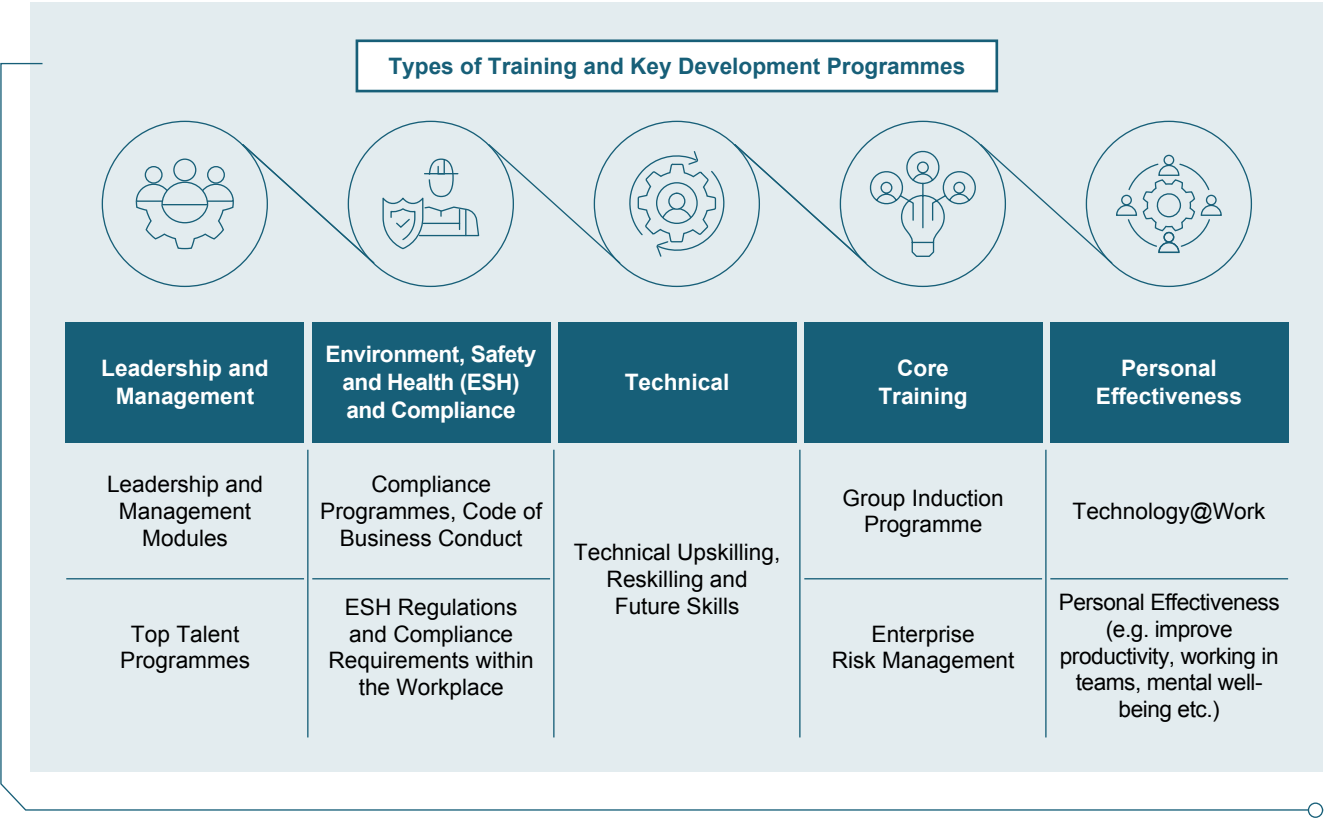 Types of Training and Key Development Programmes
Leadership and
Management
Environment, Safety
and Health (ESH)
and Compliance
Technical
Core
Training
Personal
Effectiveness
Leadership and
Management
Modules
Top Talent
Programmes
Compliance
Programmes, Code of
Business Conduct
ESH Regulations
and Compliance
Requirements within
the Workplace
Technical Upskilling,
Reskilling and
Future Skills
Group Induction
Programme
Enterprise
Risk Management
Technology@Work
Personal Effectiveness
(e.g. improve
productivity, working in
teams, mental well-
being etc.)